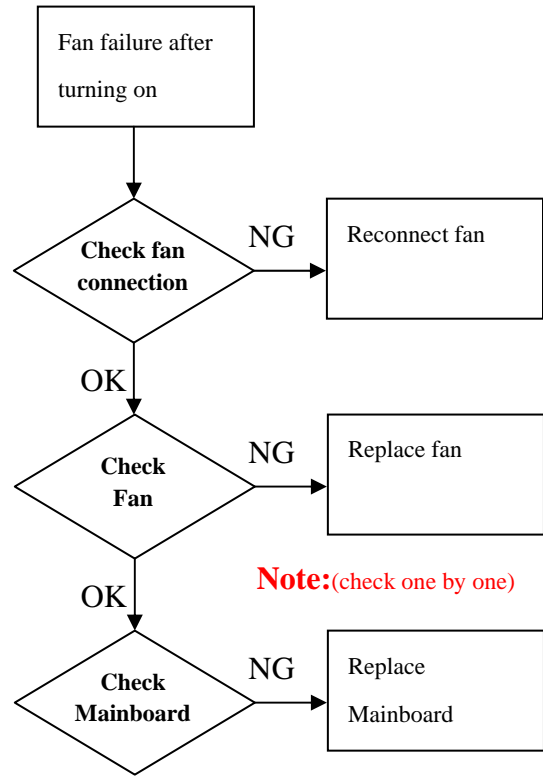 Fan failure after
turning on
Check fan
connection
NG
Reconnect fan
OK
Check
Fan
NG
Replace fan
Note:(check one by one)
OK
Check
Mainboard
NG
Replace
Mainboard